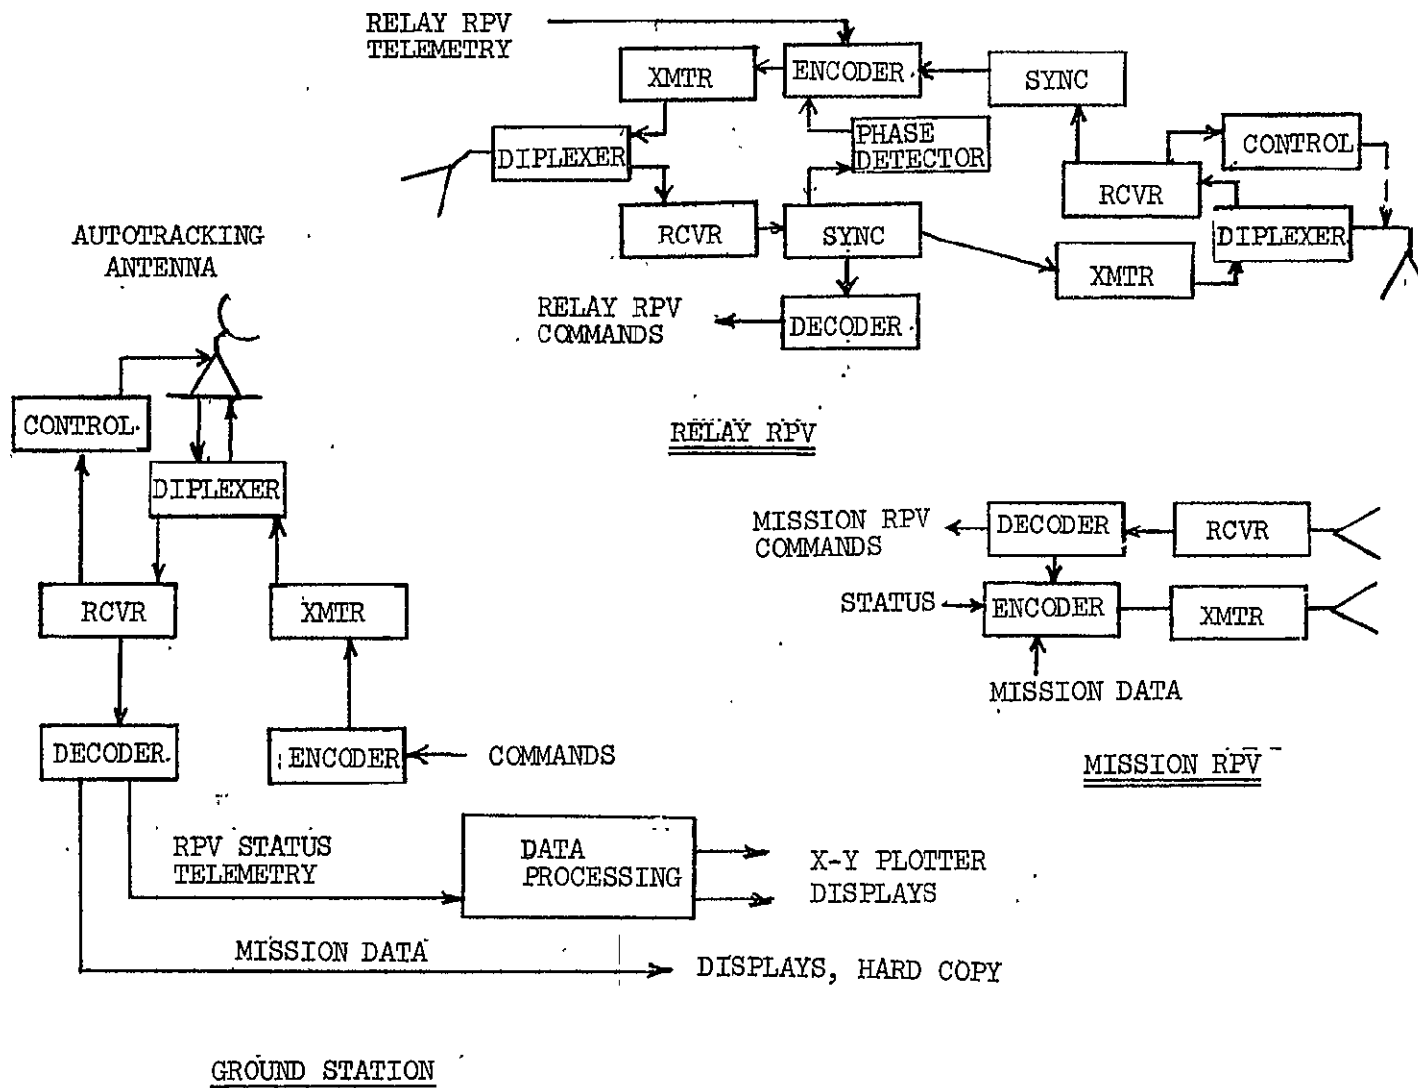 RELAY RPV
TELEMETRY
XMTR
ENCODER
SYNC
DIPLEXER
PHASE
DETECTOR
CONTROL
RCVR
RCVR
SYNC
DIPLEXER
XMTR
RELAY RPV
COMMANDS
DECODER
RELAY RPV
AUTOTRACKING
ANTENNA
CONTROL
DIPLEXER
RCVR
XMTR
DECODER
ENCODER
COMMANDS
RPV STATUS
TELEMETRY
DATA
PROCESSING
X-Y PLOTTER
DISPLAYS
MISSION DATA
DISPLAYS, HARD COPY
GROUND STATION
MISSION RPV
COMMANDS
DECODER
RCVR
STATUS
ENCODER
XMTR
MISSION DATA
MISSION RPV